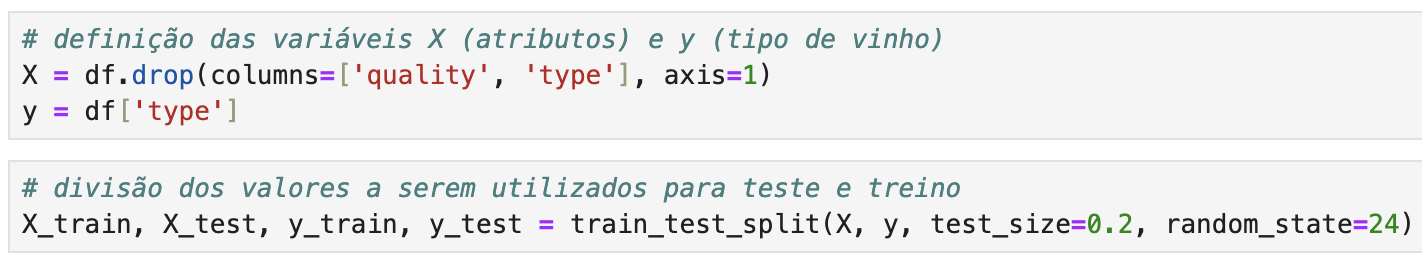 # definição das variáveis X (atributos) e y (tipo de vinho)
X = df.drop(columns=['quality', 'type'], axis=1)
y = df['type']
# divisão dos valores a serem utilizados para teste e treino
X_train, X_test, y_train, y_test = train_test_split(X, y, test_size=0.2, random_state=24)